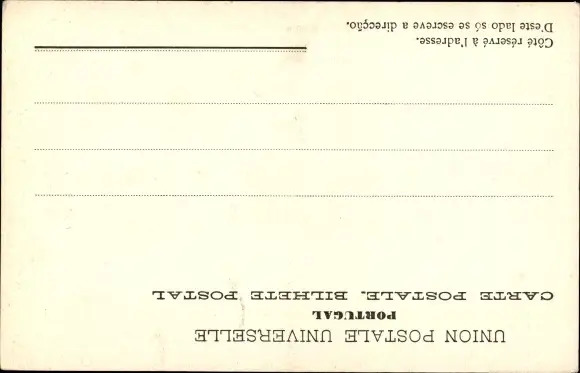 UNION POSTALE UNIVERSELLE
PORTUGAL
CARTE POSTALE. BILHETE POSTAL
Côté réservé à l'adresse.
D'este lado só se escreve a direcção.